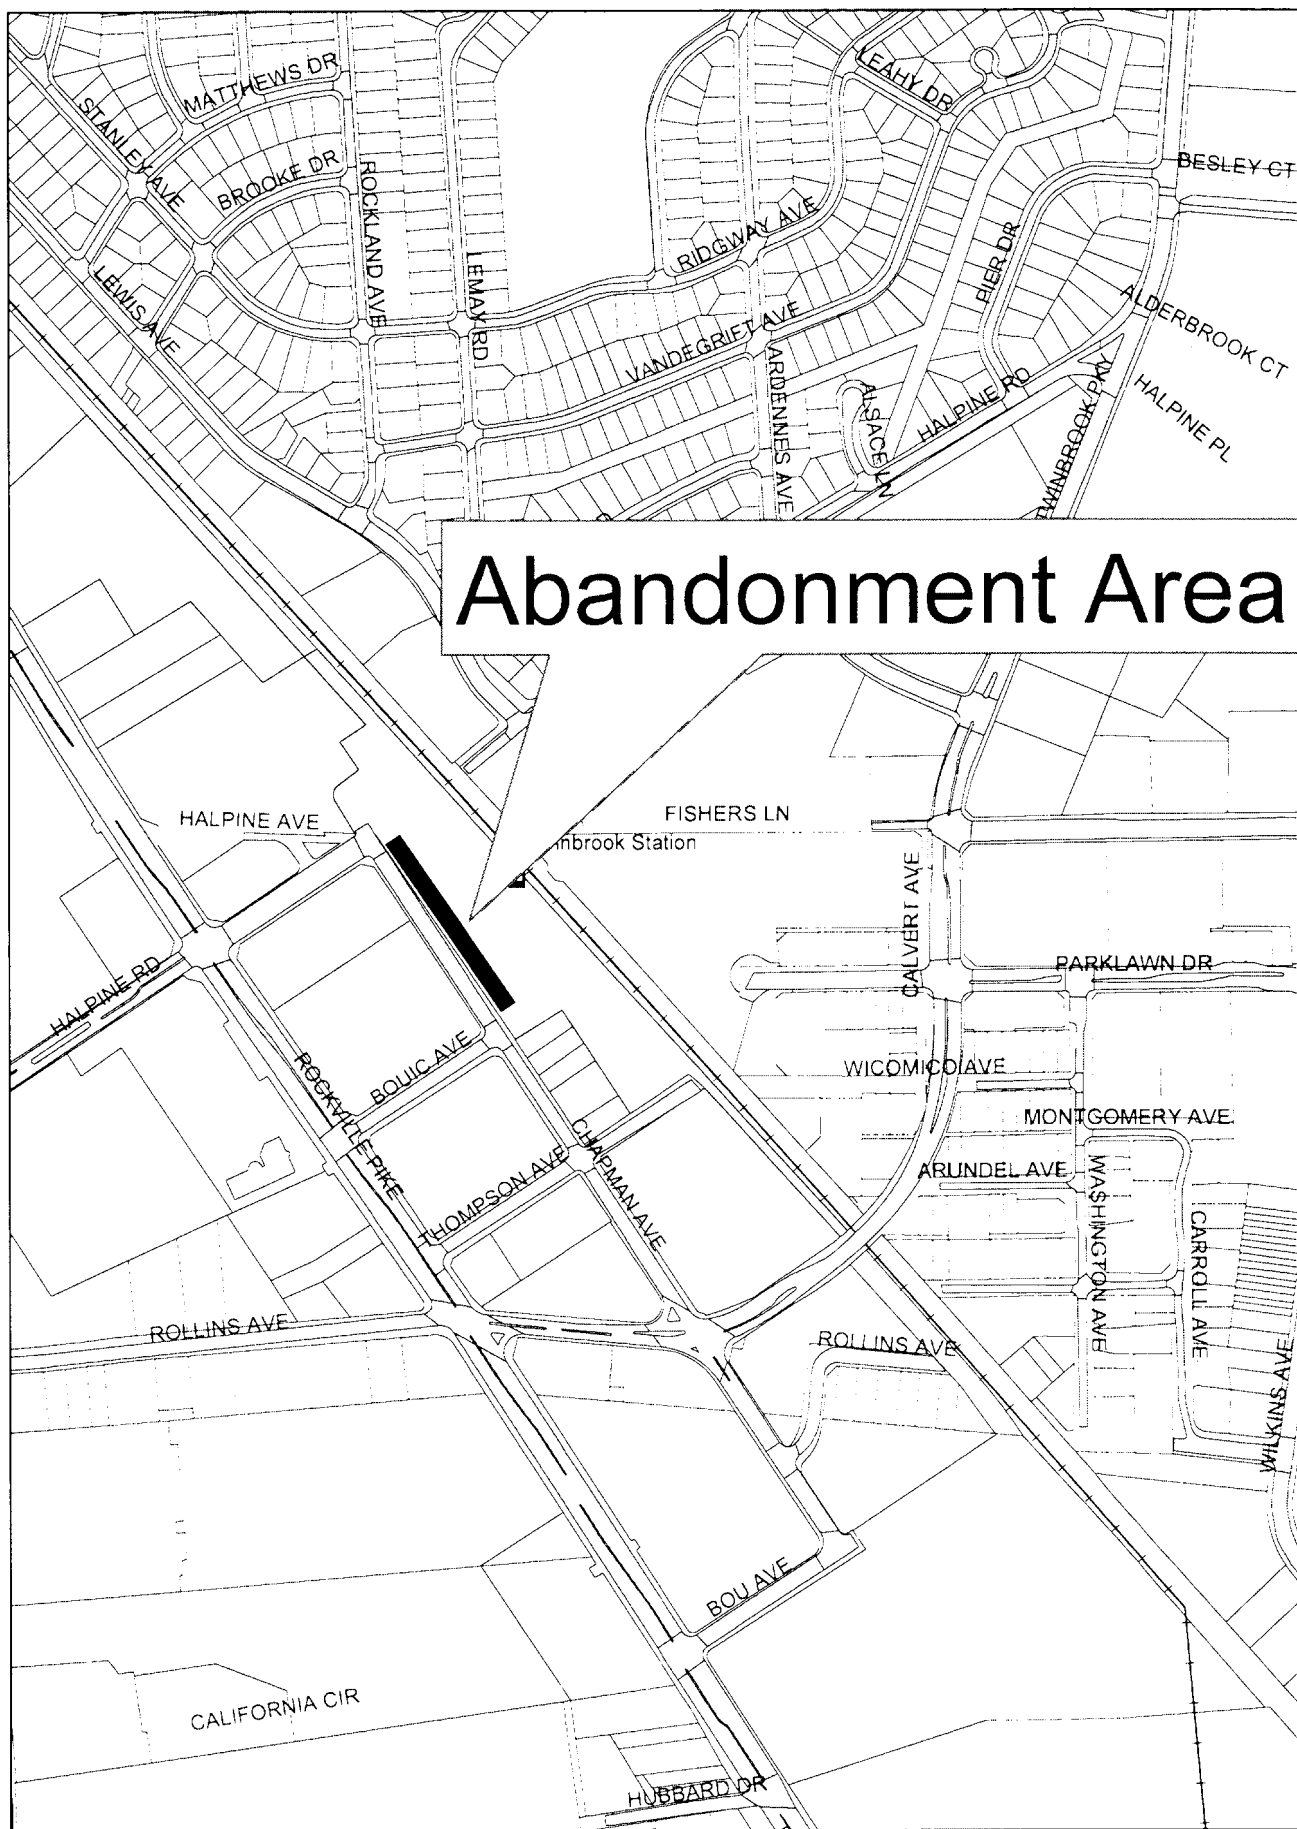 MATTHEWS DR
LEAHY DR
STANLEY AVE
BROOKE DR
BESLEY CT
ROCKLAND AVE
RIDGWAY AVE
PIER DR
LEMAY RD
LEWIS AVE
ALDERBROOK CT
VANDEGRIFT AVE
ARDENNES AVE
ALSACE LN
HALPINE RD
TWINBROOK PKY
HALPINE PL
Abandonment Area
HALPINE AVE
FISHERS LN
nbrook Station
CALVERT AVE
HALPINE RD
PARKLAWN DR
BOUIC AVE
ROCKVILLE PIKE
WICOMICO AVE
MONTGOMERY AVE
CHAPMAN AVE
THOMPSON AVE
ARUNDEL AVE
WASHINGTON AVE
CARROLL AVE
ROLLINS AVE
ROLLINS AVE
WILKINS AVE
BOU AVE
CALIFORNIA CIR
HUBBARD DR